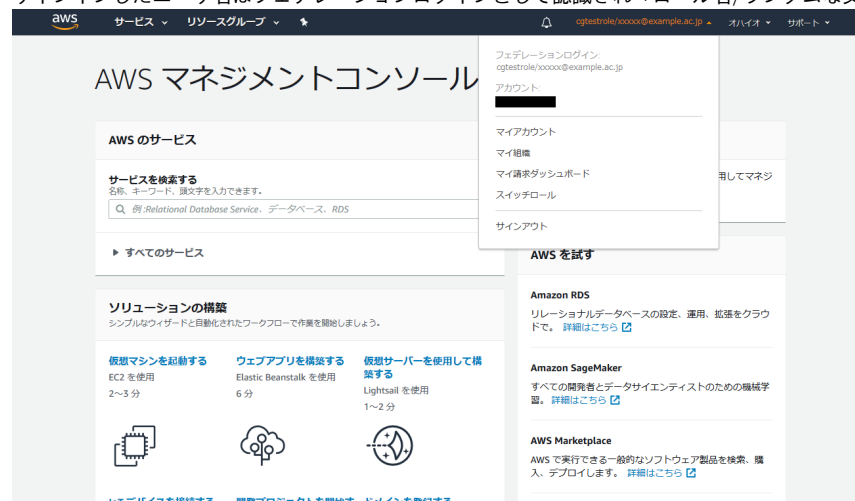 aws サービス リソースグループ cgtestrole/xxxxx@example.ac.jp オハイオ サポート
フェデレーションログイン:
cgtestrole/xxxxx@example.ac.jp
アカウント:
マイアカウント
マイ組織
マイ請求ダッシュボード
スイッチロール
サインアウト
AWS マネジメントコンソール
AWS のサービス
サービスを検索する
名称、キーワード、頭文字を入力できます。
例:Relational Database Service、データベース、RDS
すべてのサービス
用してマネジ
ソリューションの構築
シンプルなウィザードと自動化されたワークフローで作業を開始しましょう。
仮想マシンを起動する
EC2 を使用
2~3 分
ウェブアプリを構築する
Elastic Beanstalk を使用
6 分
仮想サーバーを使用して構
築する
Lightsail を使用
1~2 分
AWS を試す
Amazon RDS
リレーショナルデータベースの設定、運用、拡張をクラウ
ドで。 詳細はこちら
Amazon SageMaker
すべての開発者とデータサイエンティストのための機械学
習。 詳細はこちら
AWS Marketplace
AWS で実行できる一般的なソフトウェア製品を検索、購
入、デプロイします。 詳細はこちら